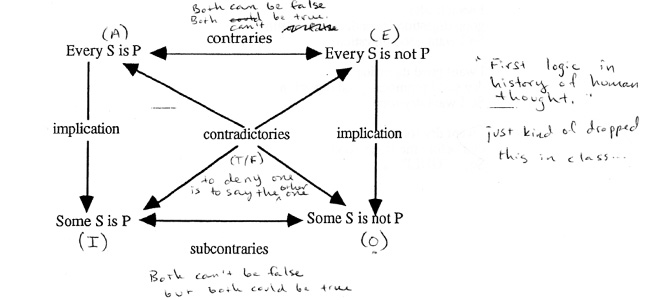 Both can be false
Both could be true.
can't
contraries
(A)
(E)
Every S is P
Every S is not P
implication
contradictories
implication
(T/F)
to deny one
is to say the other one
Some S is P
Some S is not P
(I)
(O)
subcontraries
Both can't be false
but both could be true
"First logic in
history of human
thought."
just kind of dropped
this in class...